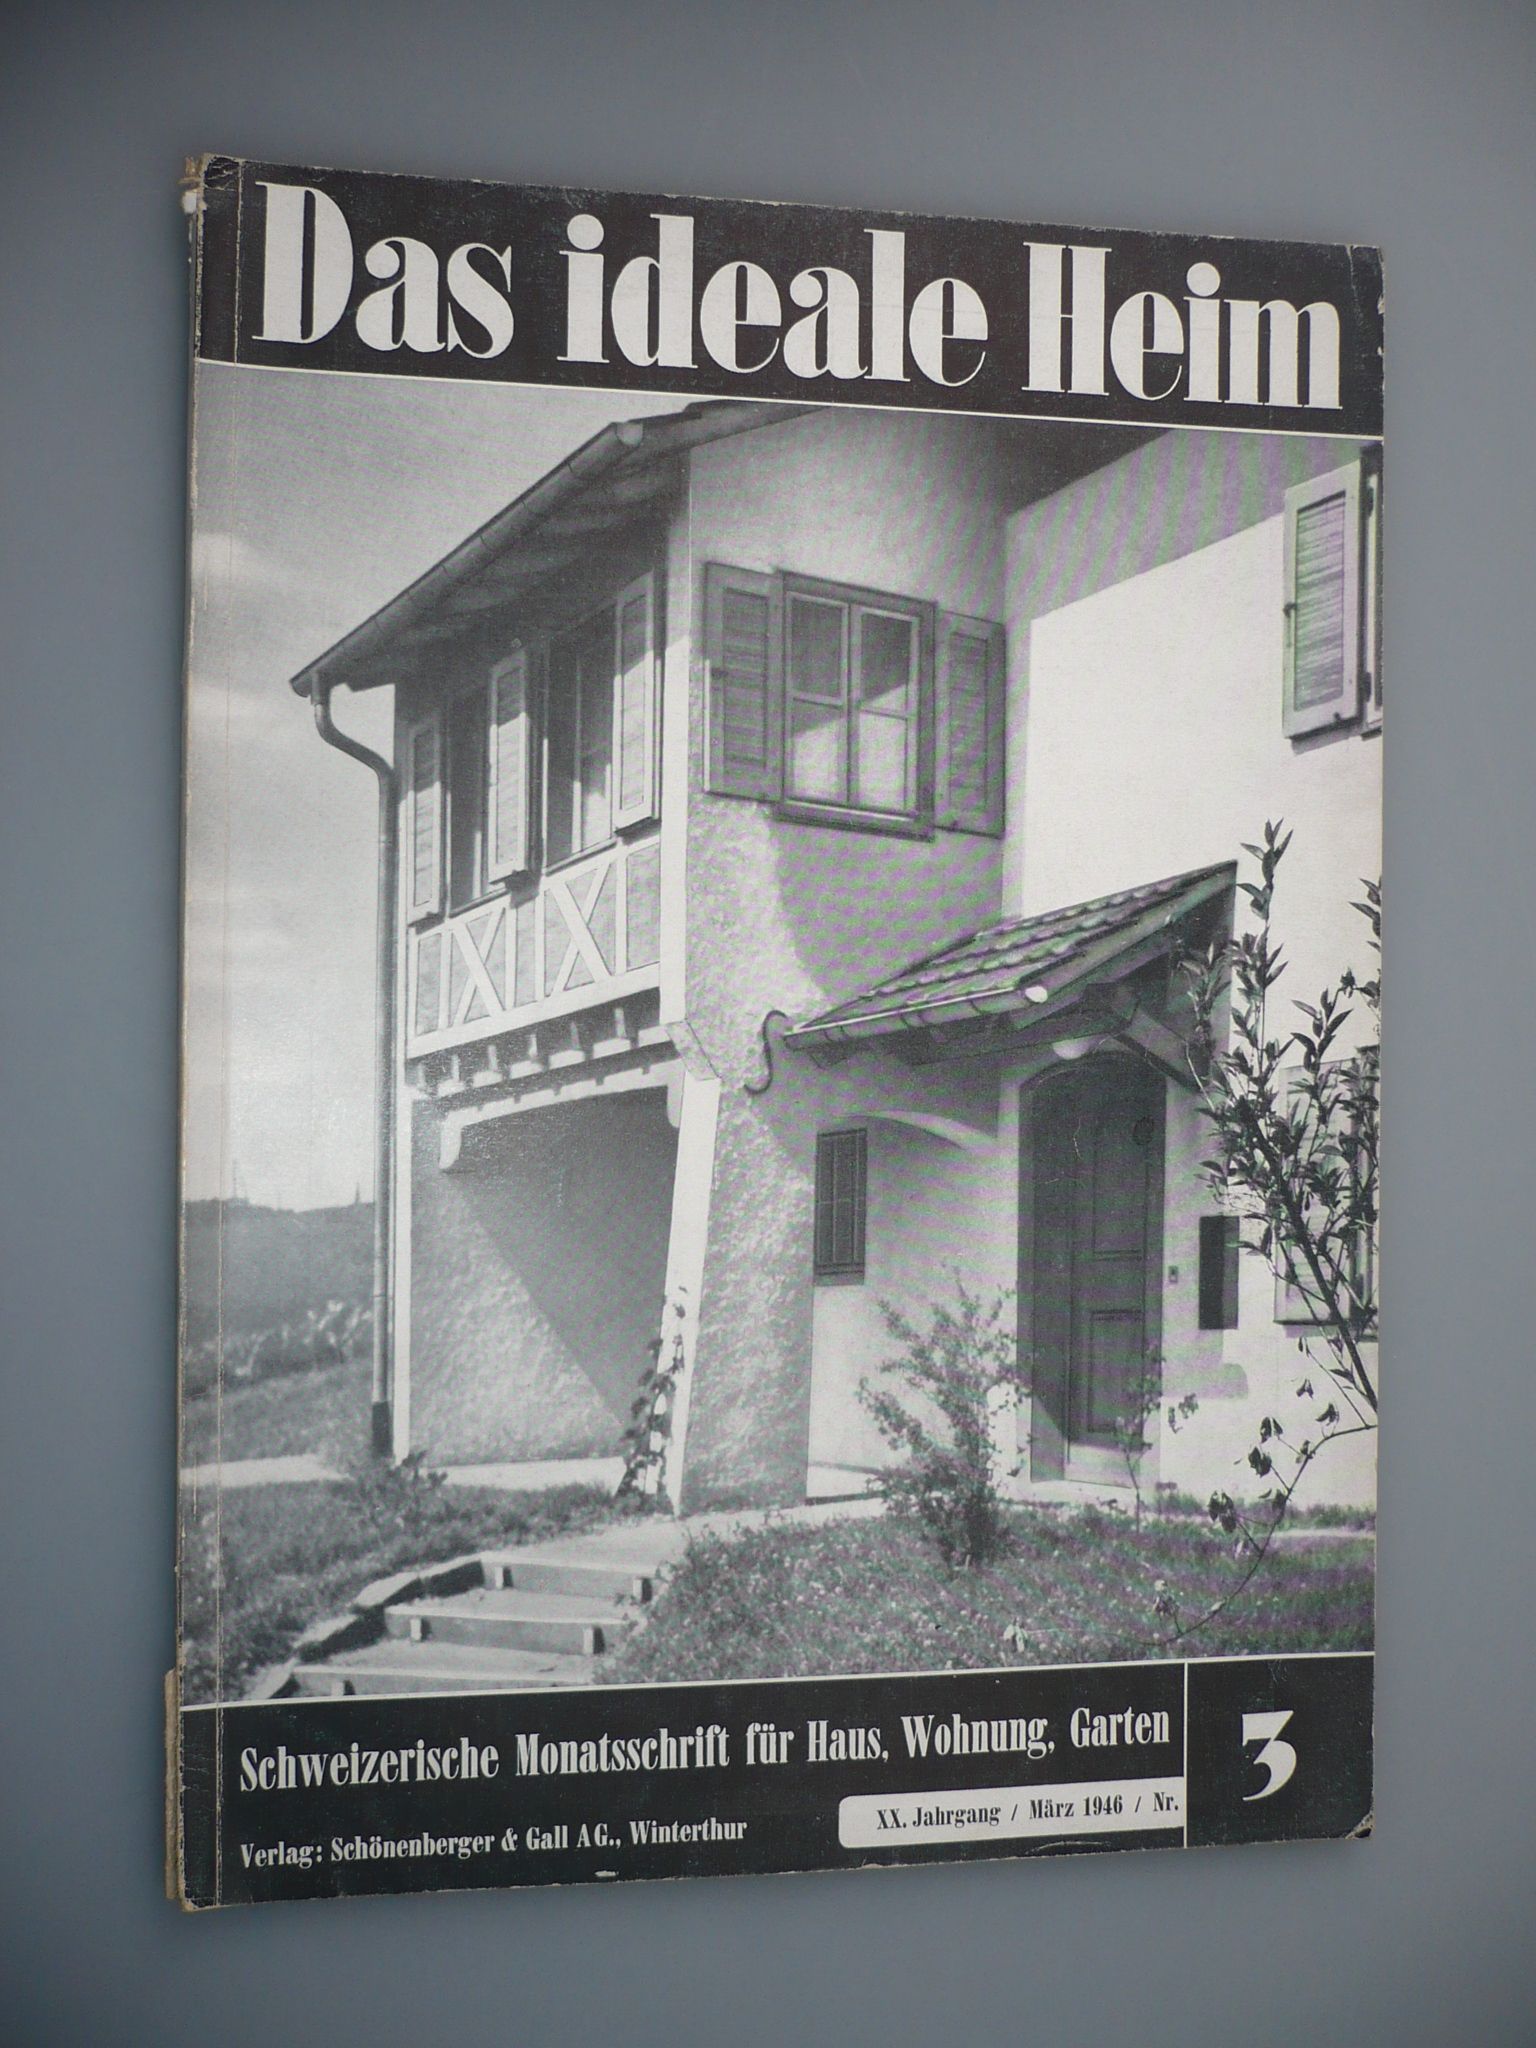 Das ideale Heim
Schweizerische Monatsschrift für Haus, Wohnung, Garten
XX. Jahrgang / März 1946 / Nr.
3
Verlag: Schönenberger & Gall AG., Winterthur